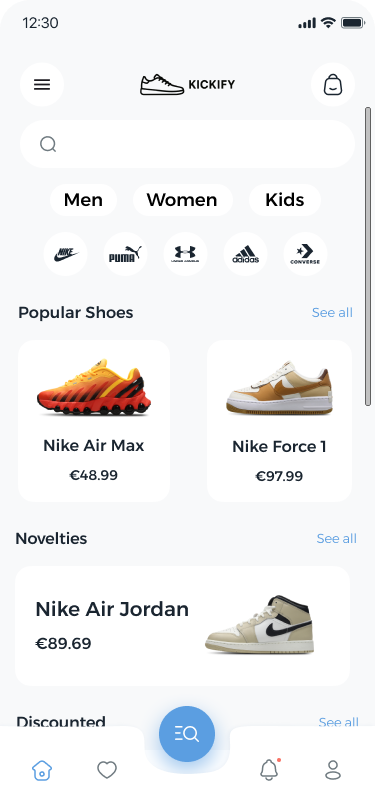 12:30
KICKIFY
Men
Women
Kids
NIKE
PUMA
UNDER ARMOUR
adidas
CONVERSE
Popular Shoes
See all
Nike Air Max
€48.99
Nike Force 1
€97.99
Novelties
See all
Nike Air Jordan
€89.69
Discounted
See all